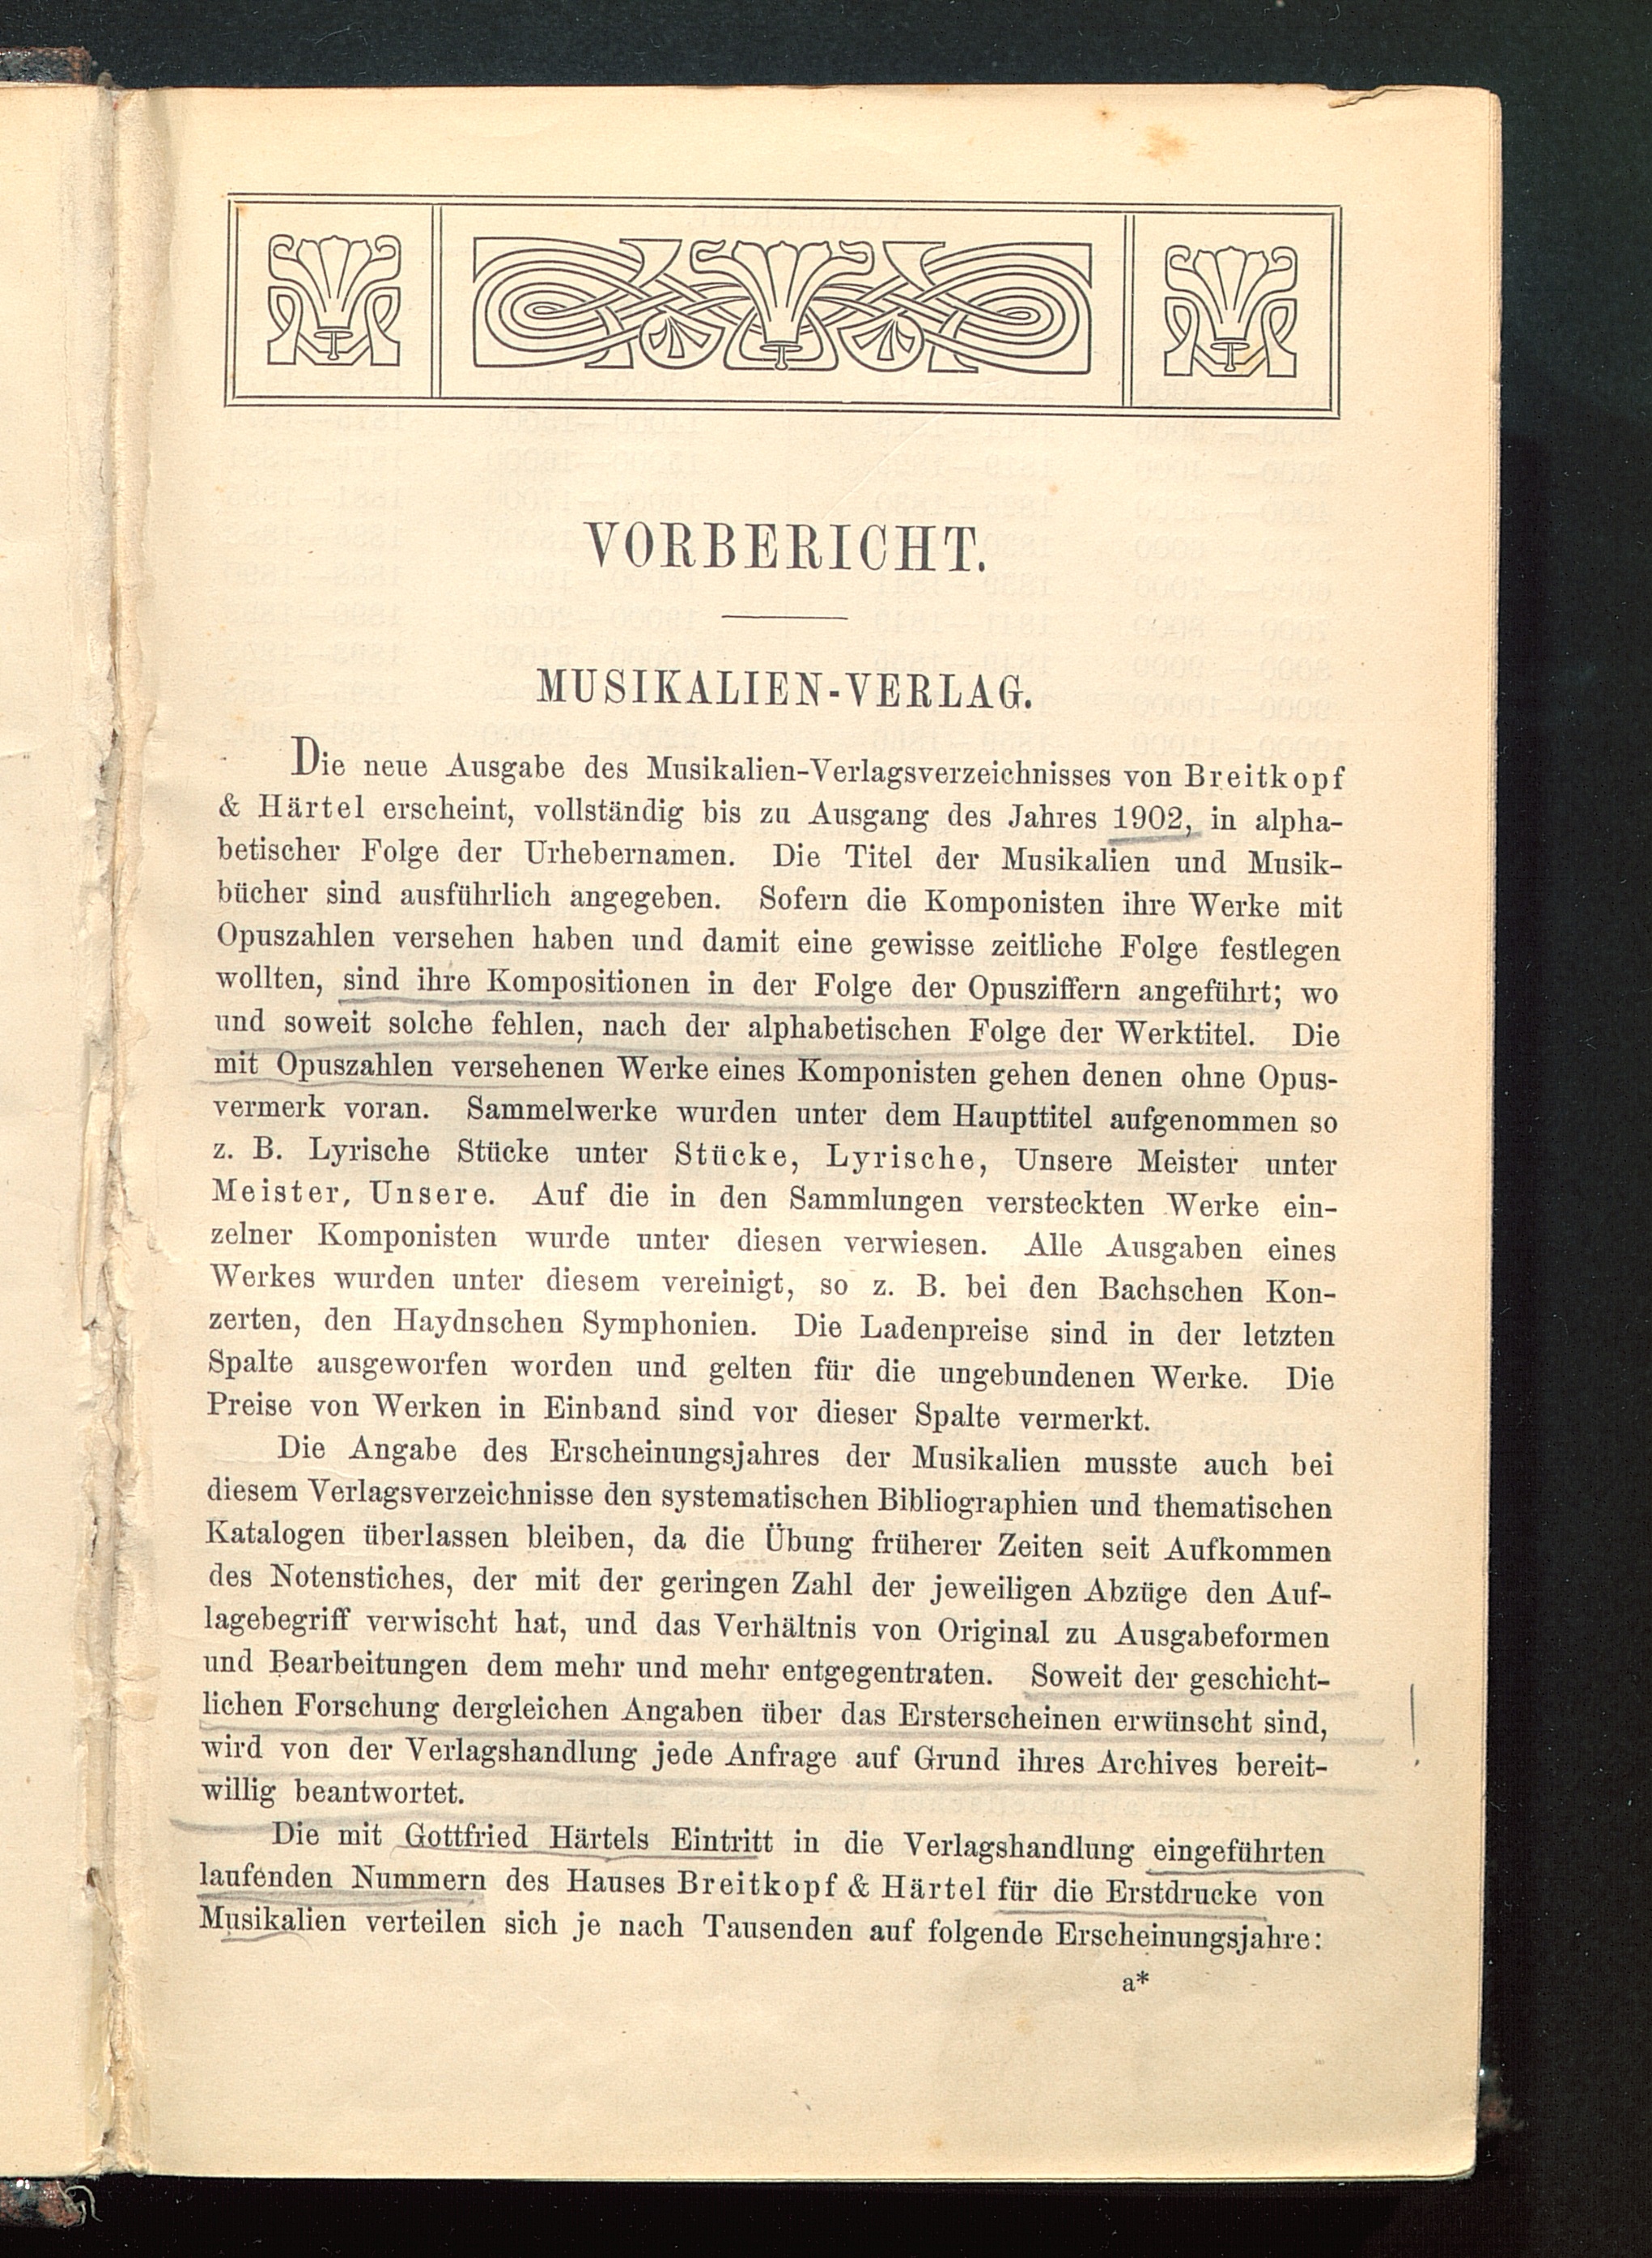 VORBERICHT.
MUSIKALIEN-VERLAG.
Die neue Ausgabe des Musikalien-Verlagsverzeichnisses von Breitkopf
& Härtel erscheint, vollständig bis zu Ausgang des Jahres 1902, in alpha-
betischer Folge der Urhebernamen. Die Titel der Musikalien und Musik-
bücher sind ausführlich angegeben. Sofern die Komponisten ihre Werke mit
Opuszahlen versehen haben und damit eine gewisse zeitliche Folge festlegen
wollten, sind ihre Kompositionen in der Folge der Opusziffern angeführt; wo
und soweit solche fehlen, nach der alphabetischen Folge der Werktitel. Die
mit Opuszahlen versehenen Werke eines Komponisten gehen denen ohne Opus-
vermerk voran. Sammelwerke wurden unter dem Haupttitel aufgenommen so
z. B. Lyrische Stücke unter Stücke, Lyrische, Unsere Meister unter
Meister, Unsere. Auf die in den Sammlungen versteckten Werke ein-
zelner Komponisten wurde unter diesen verwiesen. Alle Ausgaben eines
Werkes wurden unter diesem vereinigt, so z. B. bei den Bachschen Kon-
zerten, den Haydnschen Symphonien. Die Ladenpreise sind in der letzten
Spalte ausgeworfen worden und gelten für die ungebundenen Werke. Die
Preise von Werken in Einband sind vor dieser Spalte vermerkt.
Die Angabe des Erscheinungsjahres der Musikalien musste auch bei
diesem Verlagsverzeichnisse den systematischen Bibliographien und thematischen
Katalogen überlassen bleiben, da die Übung früherer Zeiten seit Aufkommen
des Notenstiches, der mit der geringen Zahl der jeweiligen Abzüge den Auf-
lagebegriff verwischt hat, und das Verhältnis von Original zu Ausgabeformen
und Bearbeitungen dem mehr und mehr entgegentraten. Soweit der geschicht-
lichen Forschung dergleichen Angaben über das Ersterscheinen erwünscht sind,
wird von der Verlagshandlung jede Anfrage auf Grund ihres Archives bereit-
willig beantwortet.
Die mit Gottfried Härtels Eintritt in die Verlagshandlung eingeführten
laufenden Nummern des Hauses Breitkopf & Härtel für die Erstdrucke von
Musikalien verteilen sich je nach Tausenden auf folgende Erscheinungsjahre:
a*